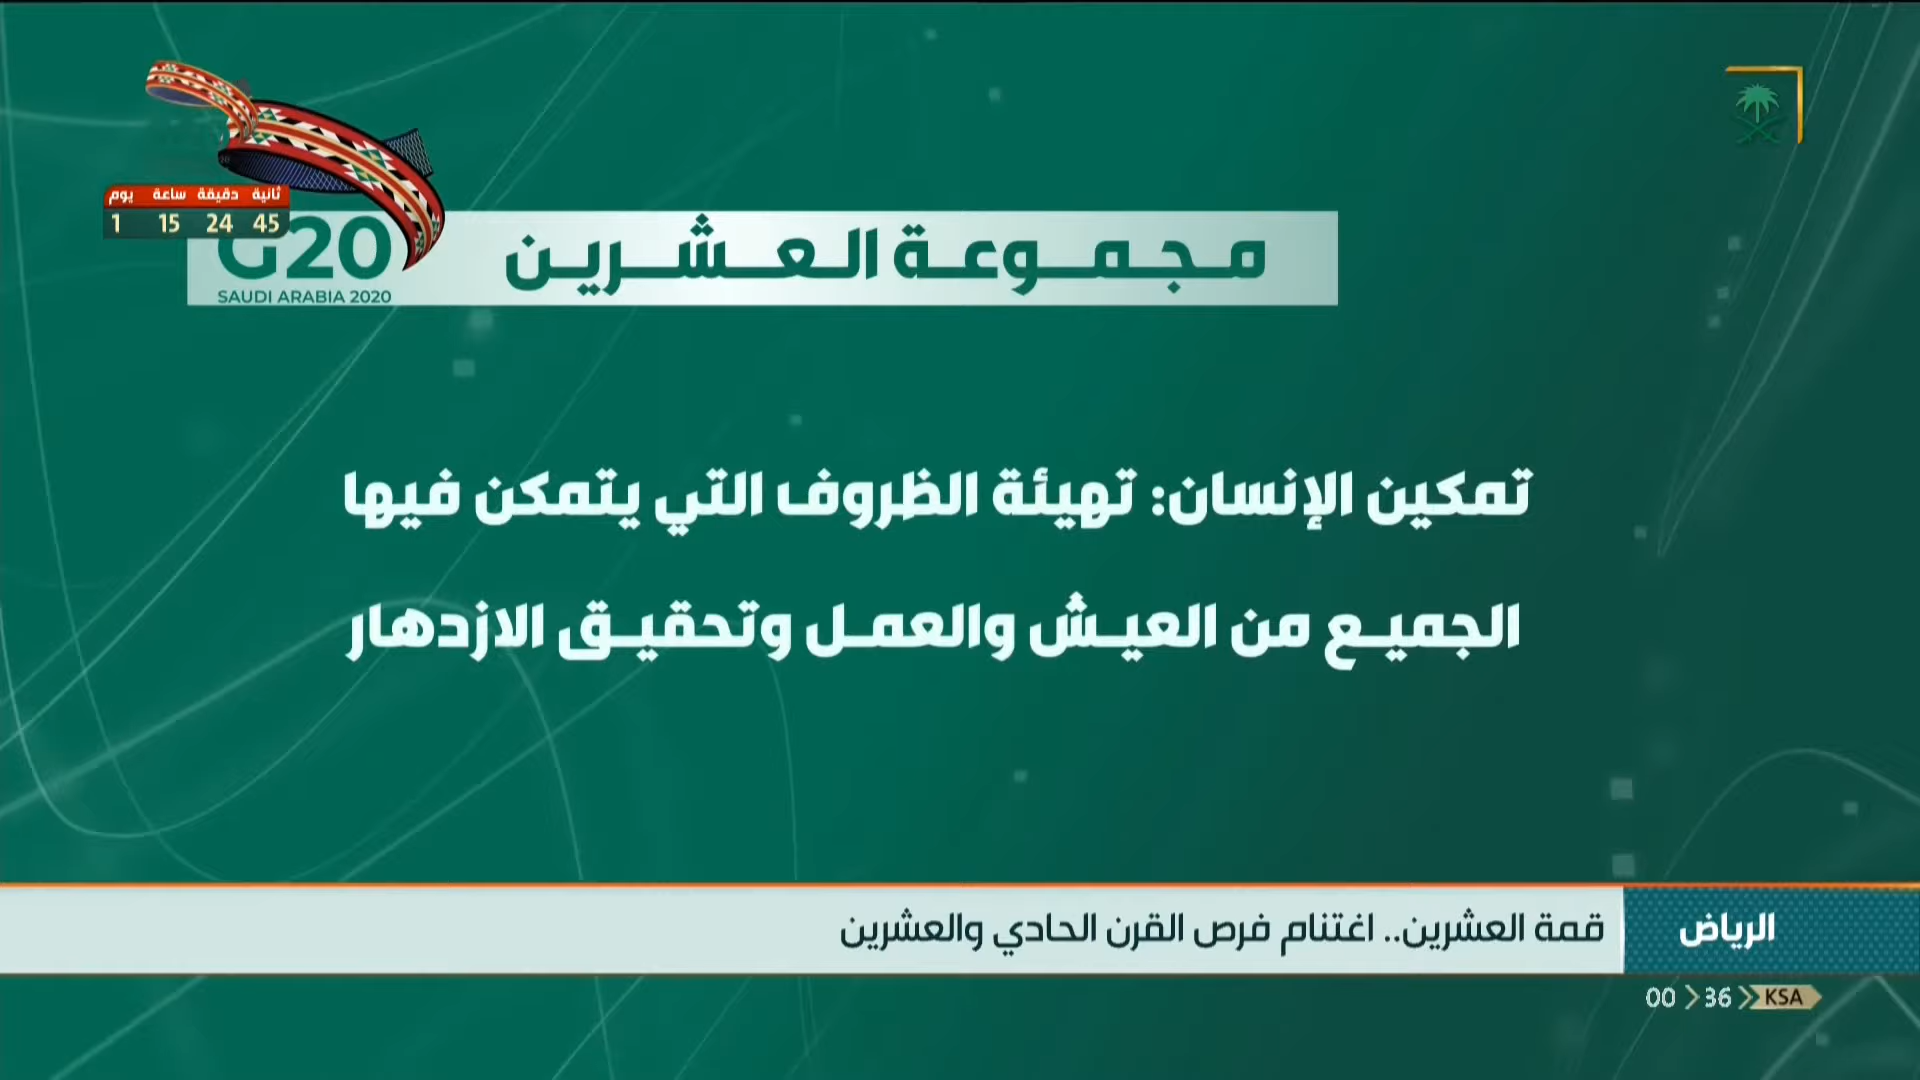 ثانية دقيقة ساعة يوم
1 15 24 45
G20
SAUDI ARABIA 2020
مجموعة العشرين
تمكين الإنسان: تهيئة الظروف التي يتمكن فيها
الجميع من العيش والعمل وتحقيق الازدهار
الرياض
قمة العشرين.. اغتنام فرص القرن الحادي والعشرين
00 36 KSA